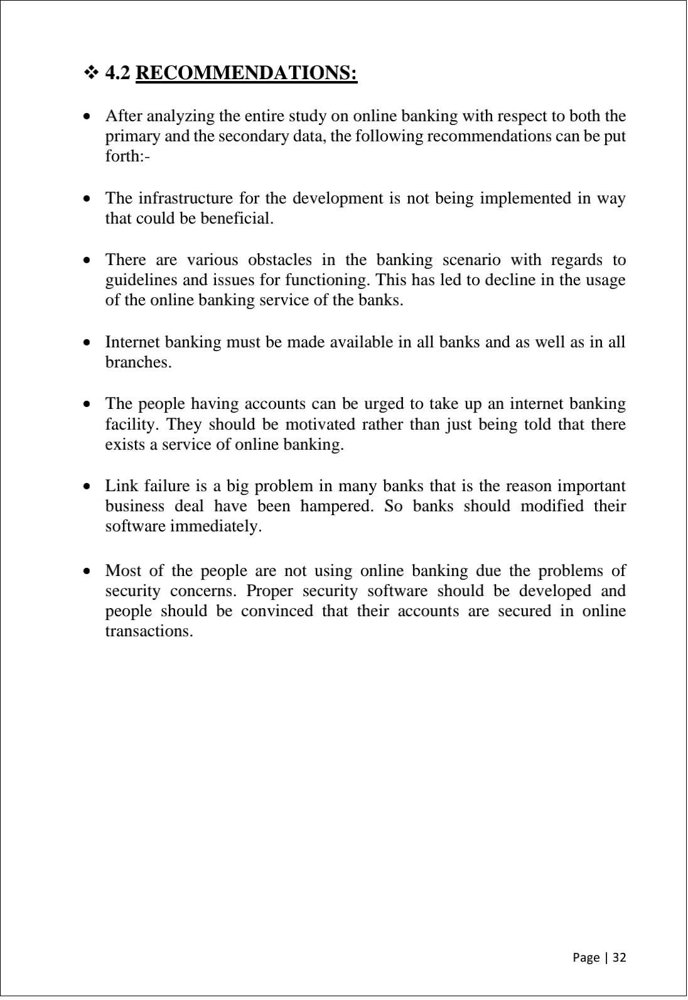 ❖ 4.2 RECOMMENDATIONS:
• After analyzing the entire study on online banking with respect to both the
primary and the secondary data, the following recommendations can be put
forth:-
• The infrastructure for the development is not being implemented in way
that could be beneficial.
• There are various obstacles in the banking scenario with regards to
guidelines and issues for functioning. This has led to decline in the usage
of the online banking service of the banks.
• Internet banking must be made available in all banks and as well as in all
branches.
• The people having accounts can be urged to take up an internet banking
facility. They should be motivated rather than just being told that there
exists a service of online banking.
• Link failure is a big problem in many banks that is the reason important
business deal have been hampered. So banks should modified their
software immediately.
• Most of the people are not using online banking due the problems of
security concerns. Proper security software should be developed and
people should be convinced that their accounts are secured in online
transactions.
Page | 32